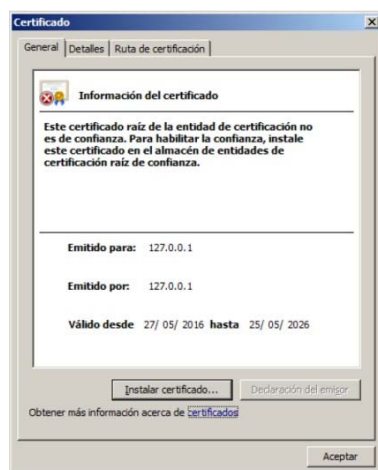 Certificado
General Detalles Ruta de certificación
Información del certificado
Este certificado raíz de la entidad de certificación no
es de confianza. Para habilitar la confianza, instale
este certificado en el almacén de entidades de
certificación raíz de confianza.
Emitido para: 127.0.0.1
Emitido por: 127.0.0.1
Válido desde 27/ 05/ 2016 hasta 25/ 05/ 2026
Instalar certificado... Declaración del emisor
Obtener más información acerca de certificados
Aceptar